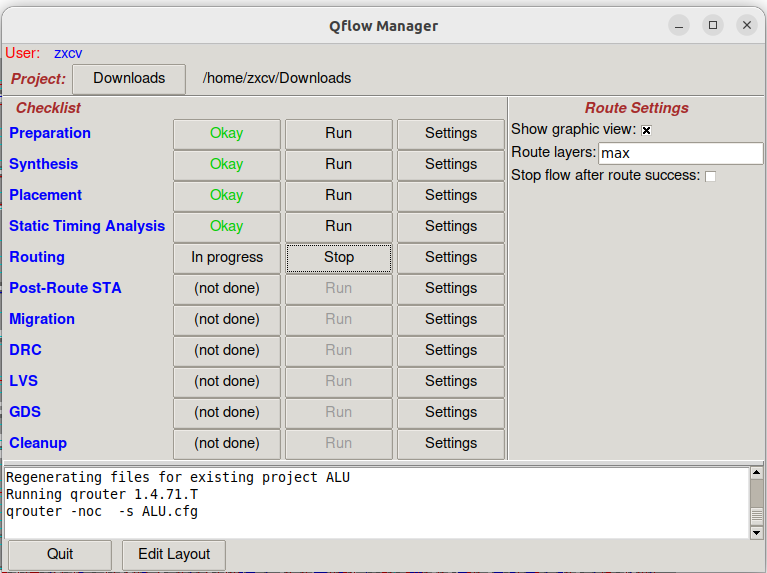 Qflow Manager
User: zxcv
Project: Downloads /home/zxcv/Downloads
Checklist
Preparation Okay Run Settings
Synthesis Okay Run Settings
Placement Okay Run Settings
Static Timing Analysis Okay Run Settings
Routing In progress Stop Settings
Post-Route STA (not done) Run Settings
Migration (not done) Run Settings
DRC (not done) Run Settings
LVS (not done) Run Settings
GDS (not done) Run Settings
Cleanup (not done) Run Settings
Route Settings
Show graphic view:
Route layers: max
Stop flow after route success:
Regenerating files for existing project ALU
Running qrouter 1.4.71.T
qrouter -noc  -s ALU.cfg
Quit Edit Layout